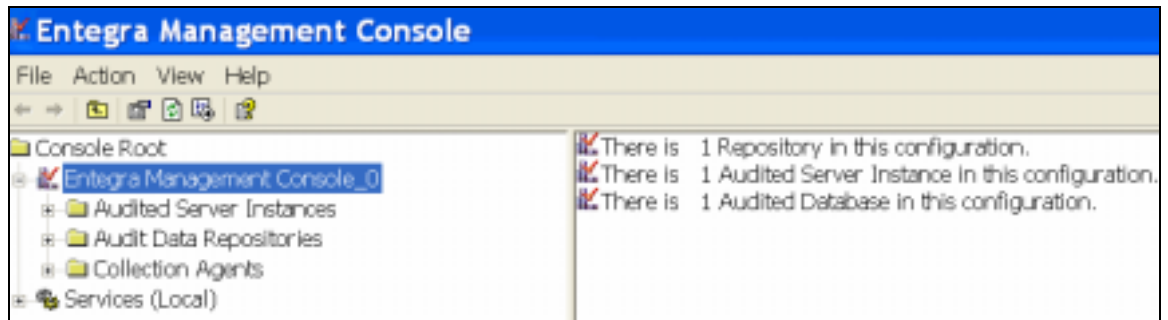 Entegra Management Console
File Action View Help
Console Root
Entegra Management Console_0
Audited Server Instances
Audit Data Repositories
Collection Agents
Services (Local)
There is 1 Repository in this configuration.
There is 1 Audited Server Instance in this configuration.
There is 1 Audited Database in this configuration.